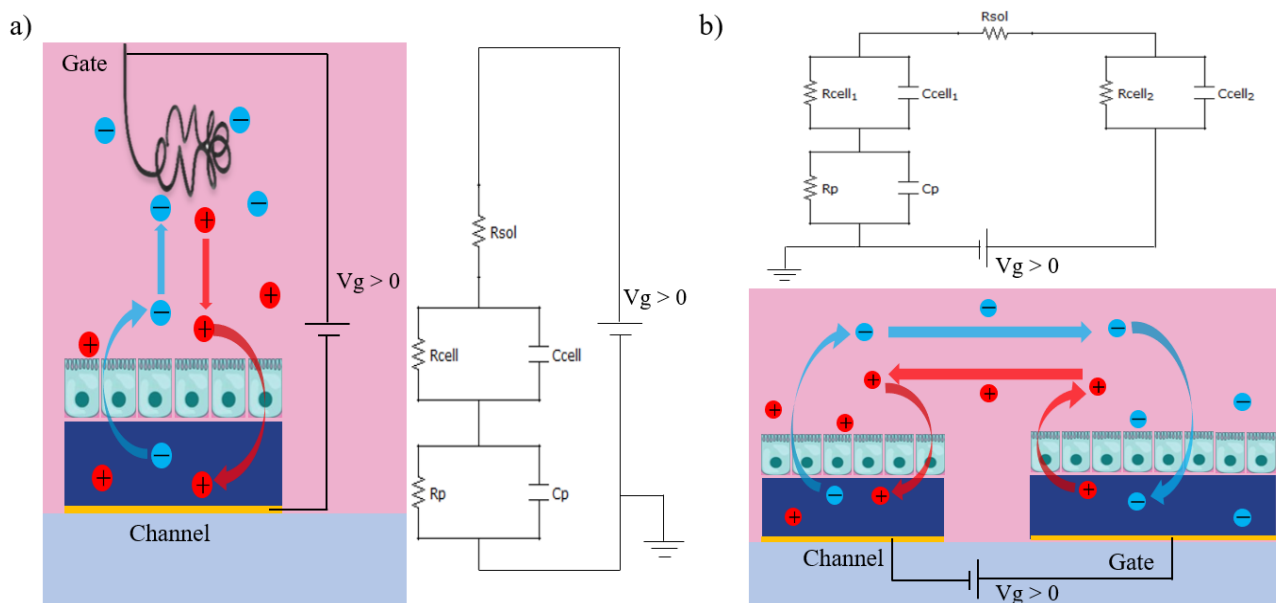 a)
Gate
Vg > 0
Channel
Rsol
Rcell
Ccell
Rp
Cp
Vg > 0
b)
Rsol
Rcell₁
Ccell₁
Rcell₂
Ccell₂
Rp
Cp
Vg > 0
Channel
Gate
Vg > 0